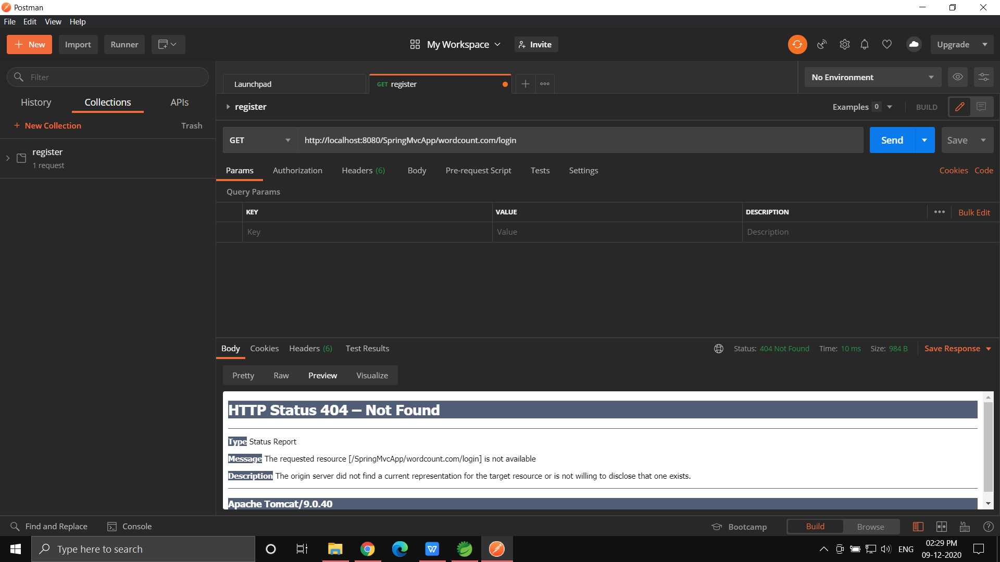 Postman
File Edit View Help
New Import Runner My Workspace Invite Upgrade
Filter
History Collections APIs
+ New Collection Trash
register
1 request
Launchpad GET register No Environment
register Examples 0 BUILD
GET http://localhost:8080/SpringMvcApp/wordcount.com/login Send Save
Params Authorization Headers (6) Body Pre-request Script Tests Settings Cookies Code
Query Params
KEY VALUE DESCRIPTION Bulk Edit
Key Value Description
Body Cookies Headers (6) Test Results Status: 404 Not Found Time: 10 ms Size: 984 B Save Response
Pretty Raw Preview Visualize
HTTP Status 404 – Not Found
Type Status Report
Message The requested resource [/SpringMvcApp/wordcount.com/login] is not available
Description The origin server did not find a current representation for the target resource or is not willing to disclose that one exists.
Apache Tomcat/9.0.40
Find and Replace Console Bootcamp Build Browse
Type here to search ENG 02:29 PM
09-12-2020